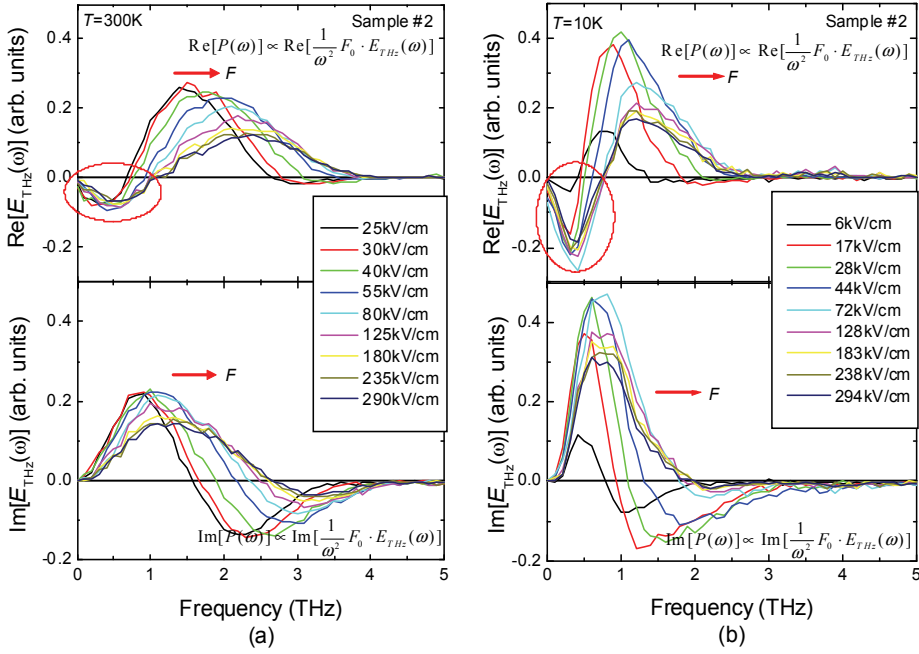 T=300K Sample #2
Re[P(ω)] ∝ Re[1/ω² F₀ · E_THz(ω)]
F
Re[E_THz(ω)] (arb. units)
0.4
0.2
0.0
-0.2
25kV/cm
30kV/cm
40kV/cm
55kV/cm
80kV/cm
125kV/cm
180kV/cm
235kV/cm
290kV/cm
F
Im[E_THz(ω)] (arb. units)
0.4
0.2
0.0
-0.2
Im[P(ω)] ∝ Im[1/ω² F₀ · E_THz(ω)]
0 1 2 3 4 5
Frequency (THz)
(a)
T=10K Sample #2
Re[P(ω)] ∝ Re[1/ω² F₀ · E_THz(ω)]
F
Re[E_THz(ω)] (arb. units)
0.4
0.2
0.0
-0.2
6kV/cm
17kV/cm
28kV/cm
44kV/cm
72kV/cm
128kV/cm
183kV/cm
238kV/cm
294kV/cm
F
Im[E_THz(ω)] (arb. units)
0.4
0.2
0.0
-0.2
Im[P(ω)] ∝ Im[1/ω² F₀ · E_THz(ω)]
0 1 2 3 4 5
Frequency (THz)
(b)